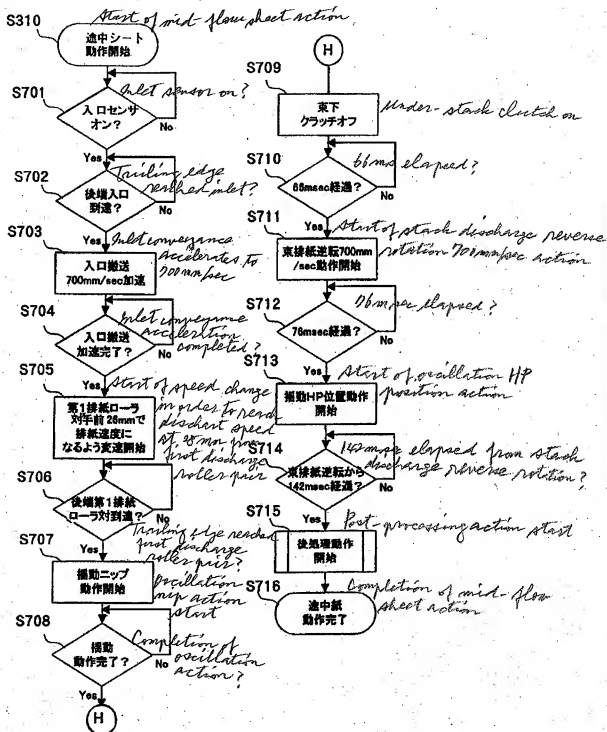 S310
Start of mid-flow sheet action
途中シート
動作開始
S701
Inlet sensor on?
入口センサ
オン?
No
Yes
S702
Trailing edge
reached inlet?
後端入口
到達?
No
Yes
S703
Inlet conveyance
accelerates to
700mm/sec
入口搬送
700mm/sec加速
S704
Inlet conveyance
acceleration
completed?
入口搬送
加速完了?
No
Yes
S705
Start of speed change
in order to reach
dischart speed
at 28mm from
first discharge
roller pair
第1排紙ローラ
対手前26mmで
排紙速度に
なるよう変速開始
S706
後端第1排紙
ローラ対到達?
No
Yes
Trailing edge reached
first discharge
roller pair?
S707
揺動ニップ
動作開始
Oscillation
nip action
start
S708
揺動
動作完了?
Completion of
oscillation
action?
No
Yes
H
H
S709
束下
クラッチオフ
Under-stack clutch on
S710
66ms elapsed?
66msec経過?
No
Yes
S711
Start of stack discharge reverse
rotation 700mm/sec action
束排紙逆転700mm
/sec動作開始
S712
76msec elapsed?
76msec経過?
No
Yes
S713
Start of oscillation HP
position action
揺動HP位置動作
開始
S714
142msec elapsed from stack
discharge reverse rotation?
束排紙逆転から
142msec経過?
No
Yes
S715
Post-processing action start
後処理動作
開始
S716
Completion of mid-flow
sheet action
途中紙
動作完了